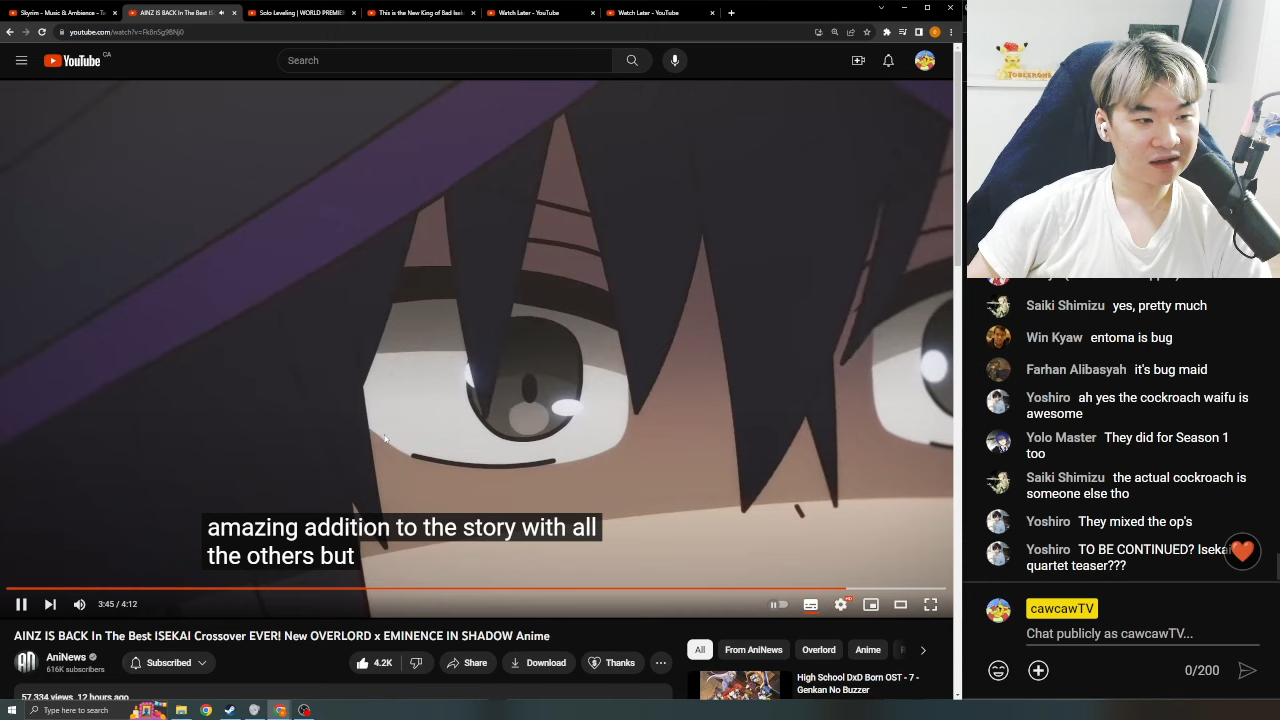 Skyrim - Music & Ambience - Tw
AINZ IS BACK In The Best IS
Solo Leveling | WORLD PREMIE
This is the New King of Bad Isek
Watch Later - YouTube
Watch Later - YouTube
youtube.com/watch?v=Fk8nSg9BNj0
YouTube CA
Search
TOBLERONE
amazing addition to the story with all
the others but
3:45 / 4:12
HD
AINZ IS BACK In The Best ISEKAI Crossover EVER! New OVERLORD x EMINENCE IN SHADOW Anime
AN
AniNews
616K subscribers
Subscribed
4.2K
Share
Download
Thanks
57,334 views 12 hours ago
All
From AniNews
Overlord
Anime
High School DxD Born OST - 7 -
Genkan No Buzzer
Saiki Shimizu yes, pretty much
Win Kyaw entoma is bug
Farhan Alibasyah it's bug maid
Yoshiro ah yes the cockroach waifu is
awesome
Yolo Master They did for Season 1
too
Saiki Shimizu the actual cockroach is
someone else tho
Yoshiro They mixed the op's
Yoshiro TO BE CONTINUED? Iseka
quartet teaser???
cawcawTV
Chat publicly as cawcawTV...
0/200
Type here to search